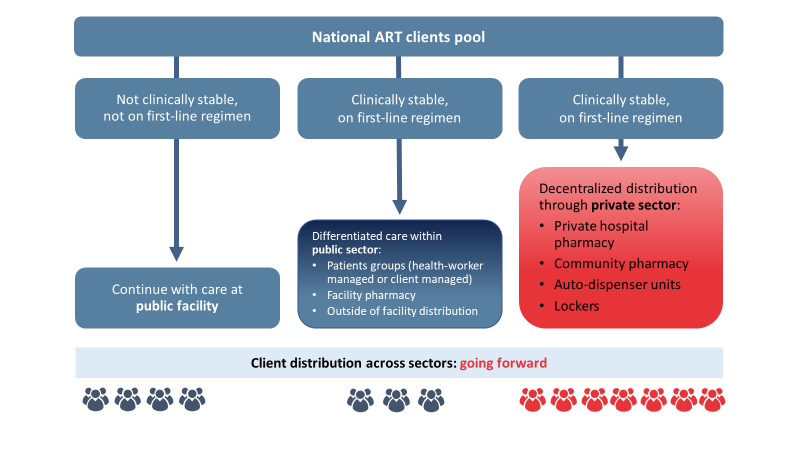 National ART clients pool
Not clinically stable,
not on first-line regimen
Clinically stable,
on first-line regimen
Clinically stable,
on first-line regimen
Continue with care at
public facility
Differentiated care within
public sector:
• Patients groups (health-worker
managed or client managed)
• Facility pharmacy
• Outside of facility distribution
Decentralized distribution
through private sector:
• Private hospital
pharmacy
• Community pharmacy
• Auto-dispenser units
• Lockers
Client distribution across sectors: going forward